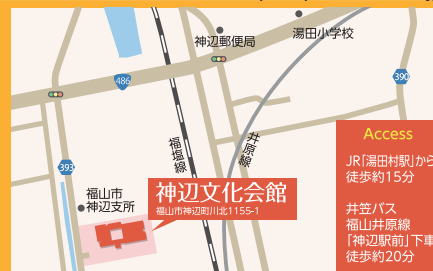 神辺郵便局
湯田小学校
486
390
福塩線
井原線
393
福山市
神辺支所
神辺文化会館
福山市神辺町川北1155-1
Access
JR「湯田村駅」から
徒歩約15分
井笠バス
福山井原線
「神辺駅前」下車
徒歩約20分